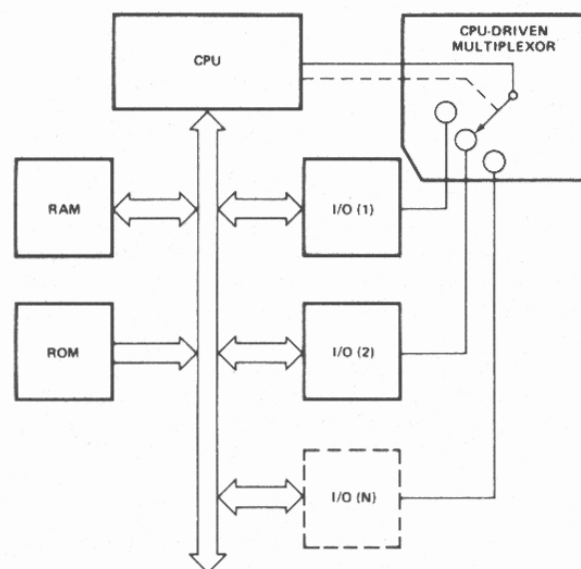 CPU-DRIVEN
MULTIPLEXOR
CPU
RAM
I/O (1)
ROM
I/O (2)
I/O (N)